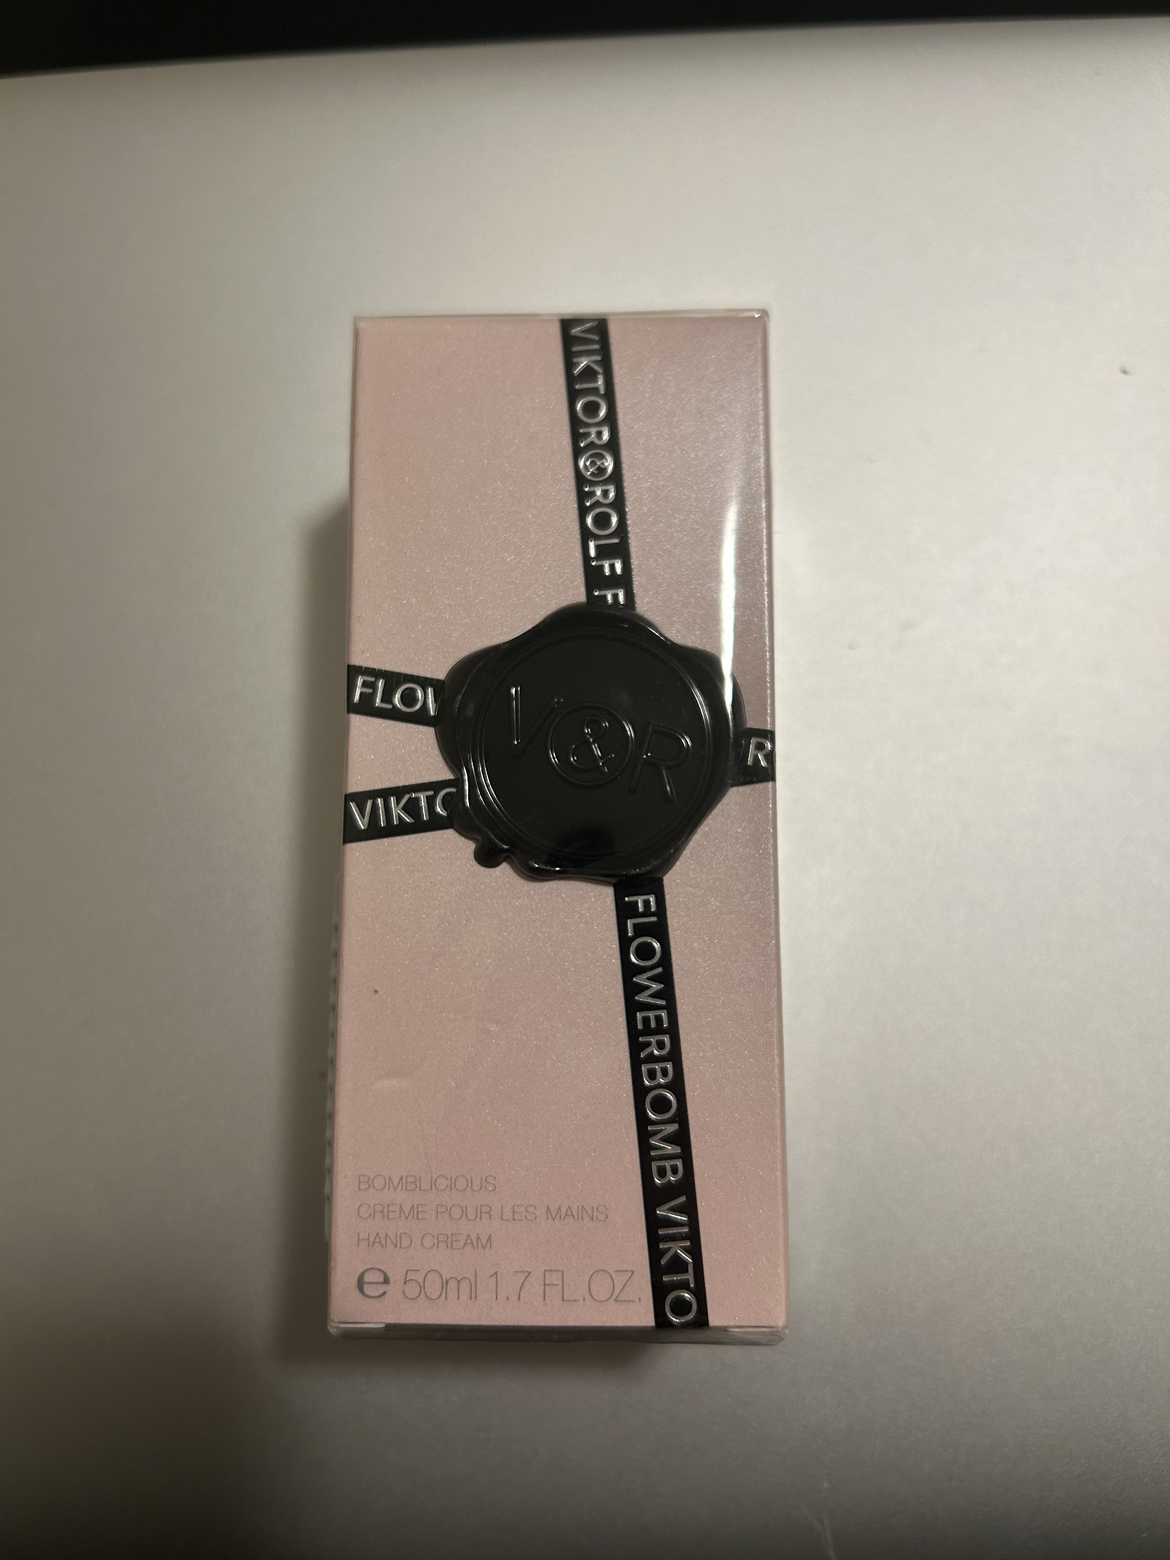 VIKTOR&ROLF F
FLOW
V&R
R
VIKTO
FLOWERBOMB VIKTO
BOMBLICIOUS
CRÈME POUR LES MAINS
HAND CREAM
e 50ml 1.7 FL.OZ.